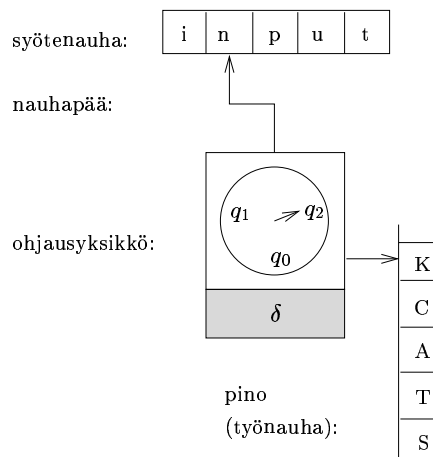 syötenauha: i n p u t
nauhapää:
q1 q2
ohjausyksikkö:
q0
K
C
δ
A
pino
T
(työnauha):
S